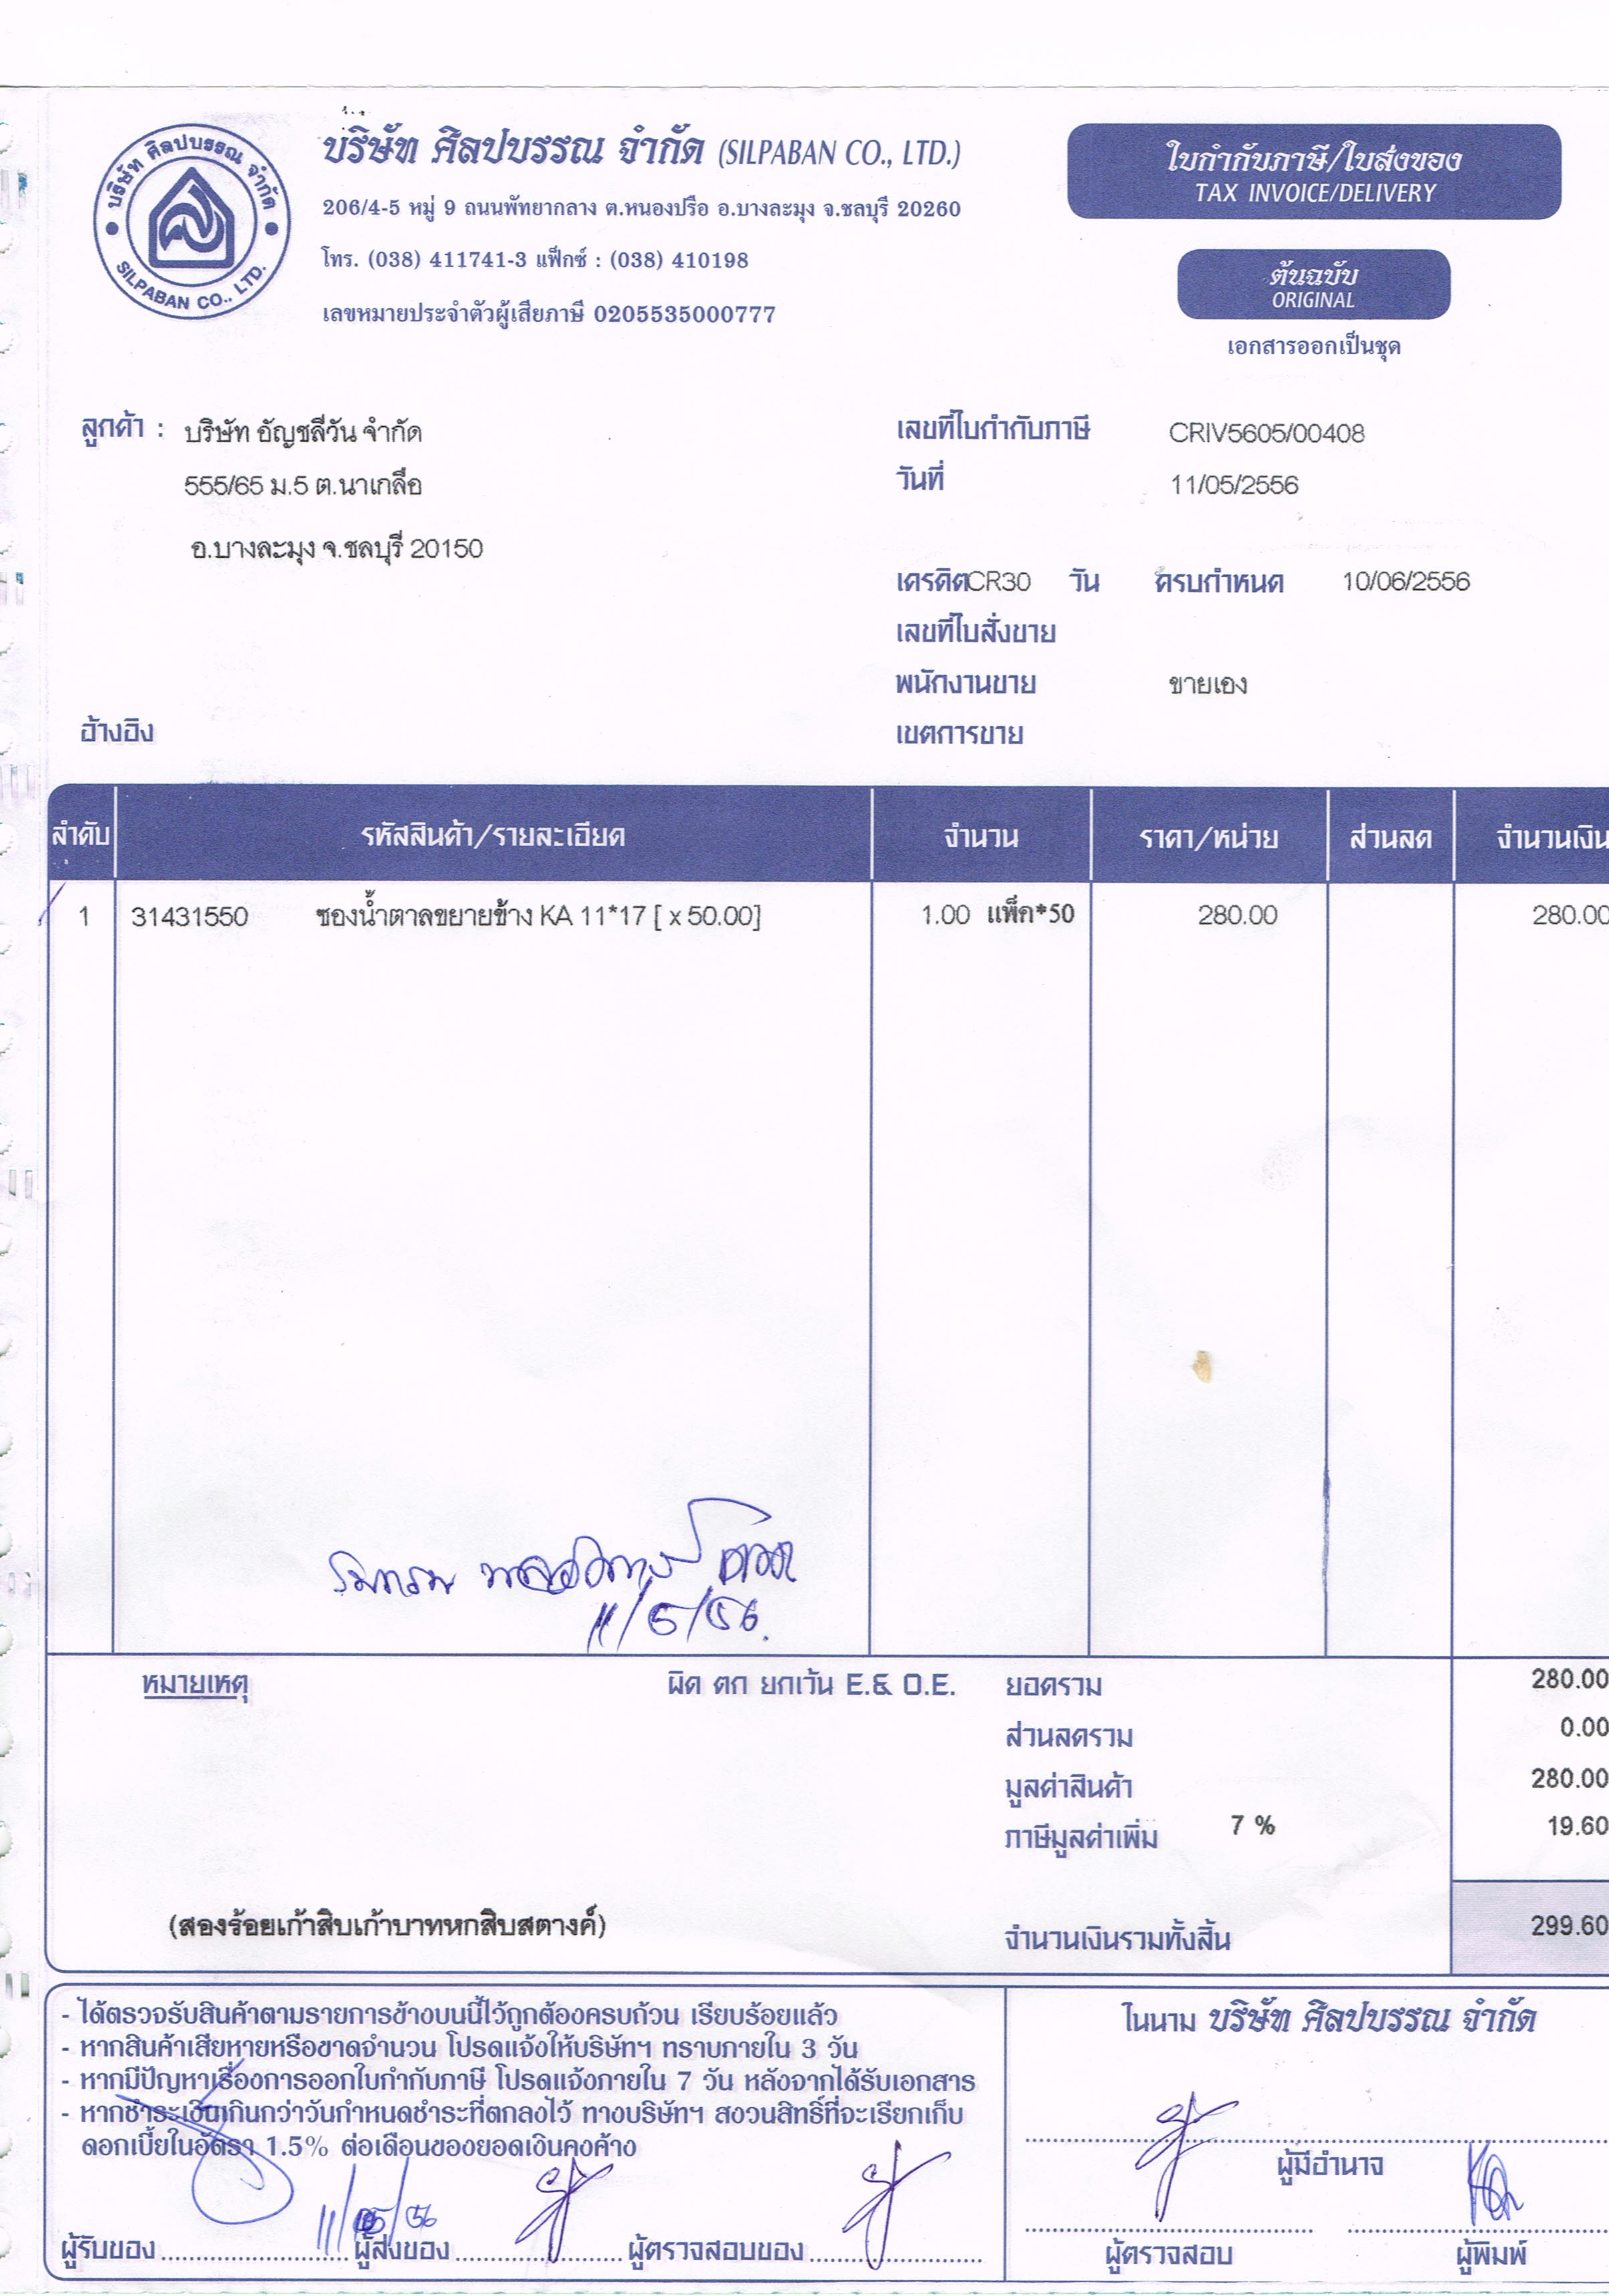 บริษัท ศิลปบรรณ จำกัด
SILPABAN CO., LTD.
บริษัท ศิลปบรรณ จำกัด (SILPABAN CO., LTD.)
206/4-5 หมู่ 9 ถนนพัทยากลาง ต.หนองปรือ อ.บางละมุง จ.ชลบุรี 20260
โทร. (038) 411741-3 แฟ็กซ์ : (038) 410198
เลขหมายประจำตัวผู้เสียภาษี 0205535000777
ใบกำกับภาษี/ใบส่งของ
TAX INVOICE/DELIVERY
ต้นฉบับ
ORIGINAL
เอกสารออกเป็นชุด
ลูกค้า : บริษัท อัญชลีวัน จำกัด
555/65 ม.5 ต.นาเกลือ
อ.บางละมุง จ.ชลบุรี 20150
อ้างอิง
เลขที่ใบกำกับภาษี CRIV5605/00408
วันที่ 11/05/2556
เครดิต CR30 วัน ครบกำหนด 10/06/2556
เลขที่ใบสั่งขาย
พนักงานขาย ขายเอง
เขตการขาย
ลำดับ รหัสสินค้า/รายละเอียด จำนวน ราคา/หน่วย ส่วนลด จำนวนเงิน
1 31431550 ซองน้ำตาลขยายข้าง KA 11*17 [ x 50.00] 1.00 แพ็ค*50 280.00 280.00
11/5/56.
หมายเหตุ ผิด ตก ยกเว้น E.& O.E. ยอดรวม 280.00
ส่วนลดรวม 0.00
มูลค่าสินค้า 280.00
ภาษีมูลค่าเพิ่ม 7 % 19.60
(สองร้อยเก้าสิบเก้าบาทหกสิบสตางค์) จำนวนเงินรวมทั้งสิ้น 299.60
- ได้ตรวจรับสินค้าตามรายการข้างบนนี้ไว้ถูกต้องครบถ้วน เรียบร้อยแล้ว
- หากสินค้าเสียหายหรือขาดจำนวน โปรดแจ้งให้บริษัทฯ ทราบภายใน 3 วัน
- หากมีปัญหาเรื่องการออกใบกำกับภาษี โปรดแจ้งภายใน 7 วัน หลังจากได้รับเอกสาร
- หากชำระเงินเกินกว่าวันกำหนดชำระที่ตกลงไว้ ทางบริษัทฯ สงวนสิทธิ์ที่จะเรียกเก็บ
ดอกเบี้ยในอัตรา 1.5% ต่อเดือนของยอดเงินคงค้าง
11/05/56
ผู้รับของ ผู้ส่งของ ผู้ตรวจสอบของ
ในนาม บริษัท ศิลปบรรณ จำกัด
ผู้มีอำนาจ
ผู้ตรวจสอบ ผู้พิมพ์